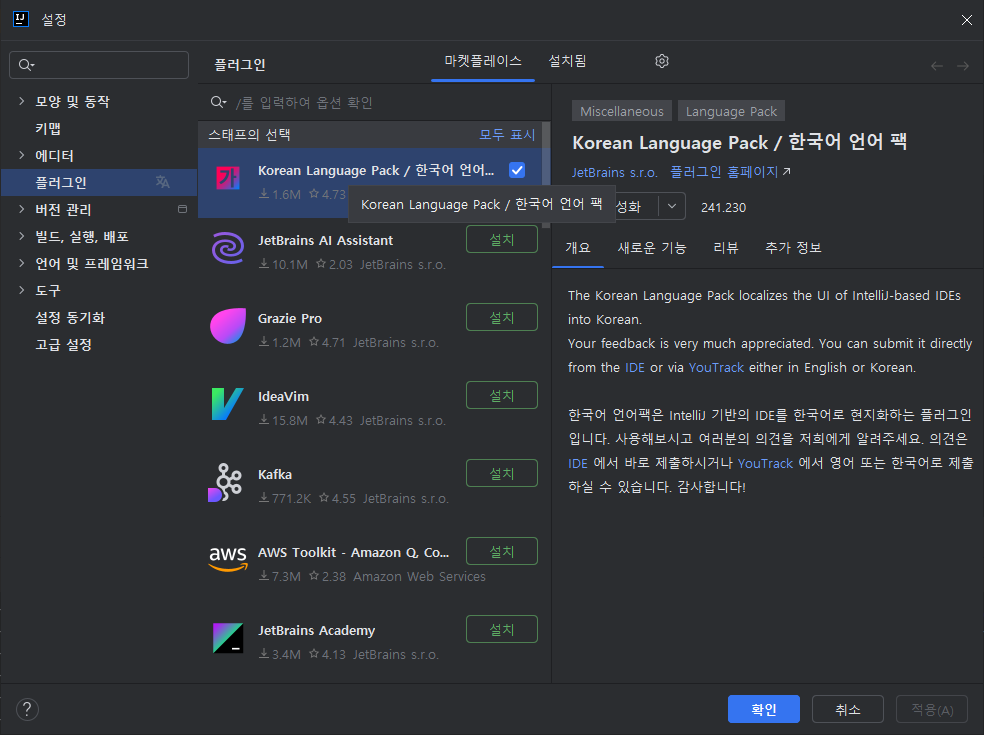 설정
플러그인
마켓플레이스
설치됨
모양 및 동작
키맵
에디터
플러그인
버전 관리
빌드, 실행, 배포
언어 및 프레임워크
도구
설정 동기화
고급 설정
/를 입력하여 옵션 확인
스태프의 선택 모두 표시
가 Korean Language Pack / 한국어 언어...
1.6M 4.73
Korean Language Pack / 한국어 언어 팩
JetBrains AI Assistant 설치
10.1M 2.03 JetBrains s.r.o.
Grazie Pro 설치
1.2M 4.71 JetBrains s.r.o.
IdeaVim 설치
15.8M 4.43 JetBrains s.r.o.
Kafka 설치
771.2K 4.55 JetBrains s.r.o.
aws AWS Toolkit - Amazon Q, Co... 설치
7.3M 2.38 Amazon Web Services
JetBrains Academy 설치
3.4M 4.13 JetBrains s.r.o.
Miscellaneous Language Pack
Korean Language Pack / 한국어 언어 팩
JetBrains s.r.o. 플러그인 홈페이지
성화 241.230
개요 새로운 기능 리뷰 추가 정보
The Korean Language Pack localizes the UI of IntelliJ-based IDEs
into Korean.
Your feedback is very much appreciated. You can submit it directly
from the IDE or via YouTrack either in English or Korean.
한국어 언어팩은 IntelliJ 기반의 IDE를 한국어로 현지화하는 플러그인
입니다. 사용해보시고 여러분의 의견을 저희에게 알려주세요. 의견은
IDE 에서 바로 제출하시거나 YouTrack 에서 영어 또는 한국어로 제출
하실 수 있습니다. 감사합니다!
? 확인 취소 적용(A)